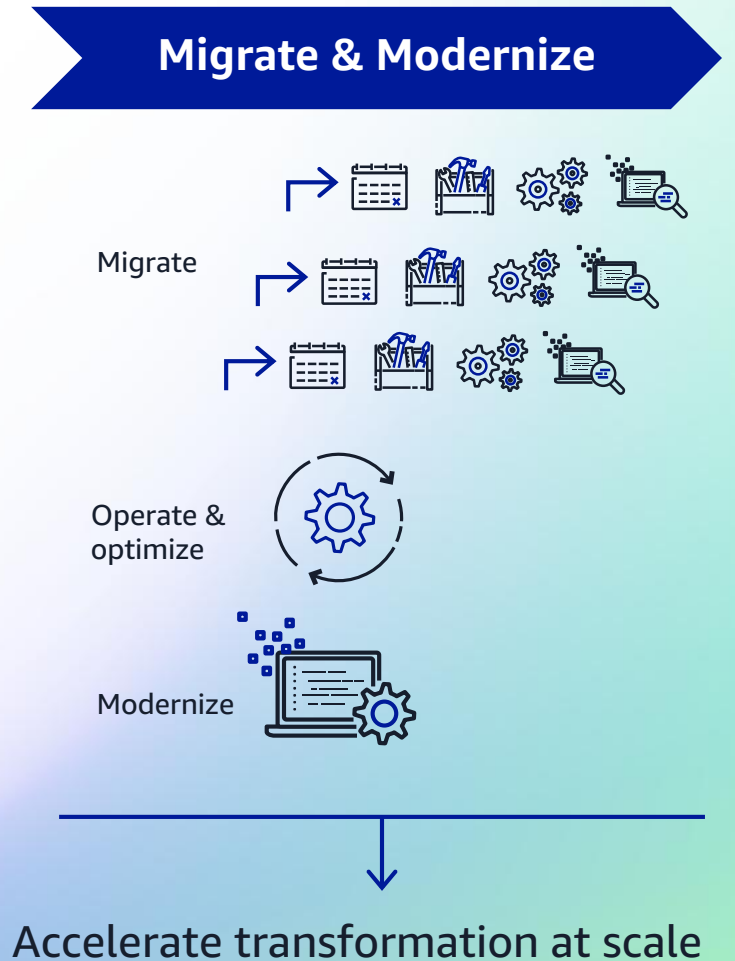 Migrate & Modernize
Migrate
Operate &
optimize
Modernize
Accelerate transformation at scale